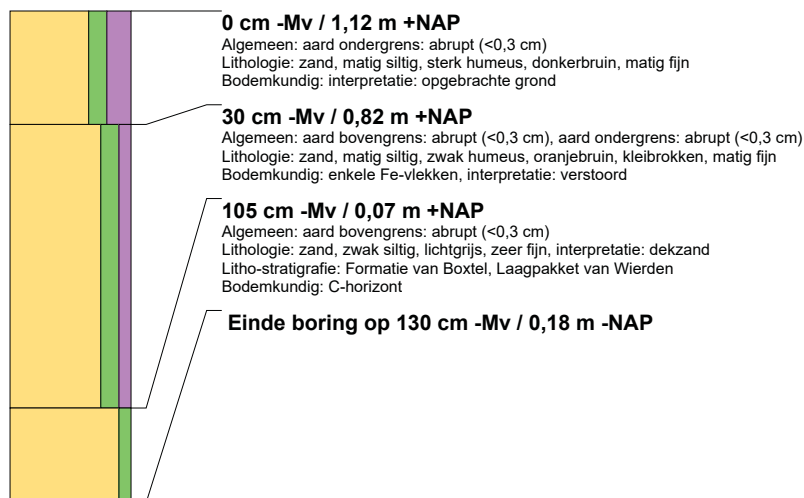 0 cm -Mv / 1,12 m +NAP
Algemeen: aard ondergrens: abrupt (<0,3 cm)
Lithologie: zand, matig siltig, sterk humeus, donkerbruin, matig fijn
Bodemkundig: interpretatie: opgebrachte grond
30 cm -Mv / 0,82 m +NAP
Algemeen: aard bovengrens: abrupt (<0,3 cm), aard ondergrens: abrupt (<0,3 cm)
Lithologie: zand, matig siltig, zwak humeus, oranjebruin, kleibrokken, matig fijn
Bodemkundig: enkele Fe-vlekken, interpretatie: verstoord
105 cm -Mv / 0,07 m +NAP
Algemeen: aard bovengrens: abrupt (<0,3 cm)
Lithologie: zand, zwak siltig, lichtgrijs, zeer fijn, interpretatie: dekzand
Litho-stratigrafie: Formatie van Boxtel, Laagpakket van Wierden
Bodemkundig: C-horizont
Einde boring op 130 cm -Mv / 0,18 m -NAP